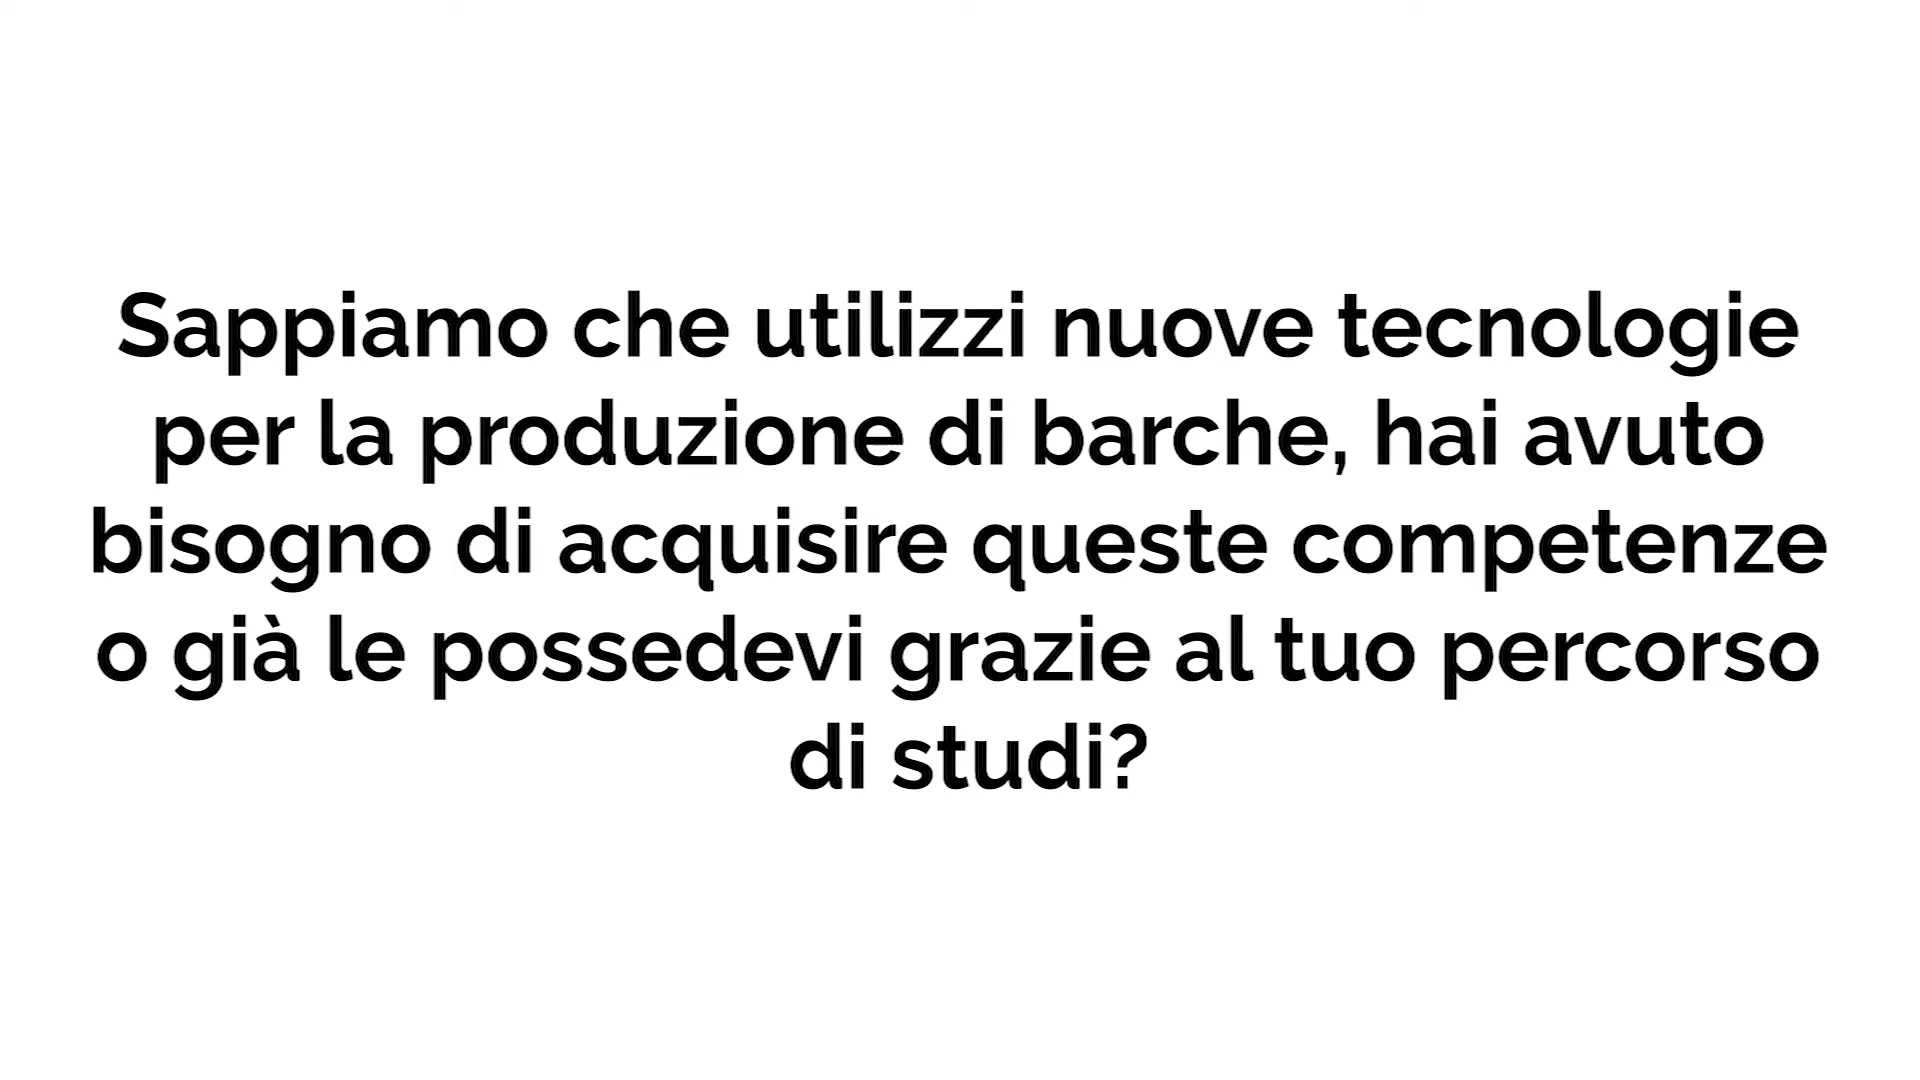 Sappiamo che utilizzi nuove tecnologie
per la produzione di barche, hai avuto
bisogno di acquisire queste competenze
o già le possedevi grazie al tuo percorso
di studi?